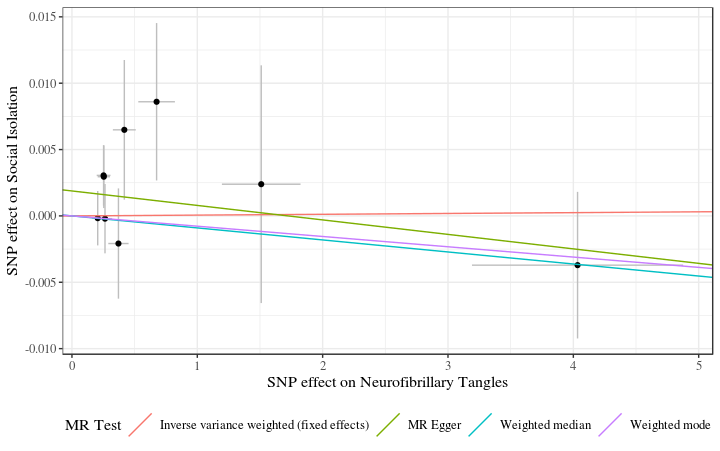 0.015
0.010
0.005
0.000
-0.005
-0.010
SNP effect on Social Isolation
0 1 2 3 4 5
SNP effect on Neurofibrillary Tangles
MR Test Inverse variance weighted (fixed effects) MR Egger Weighted median Weighted mode